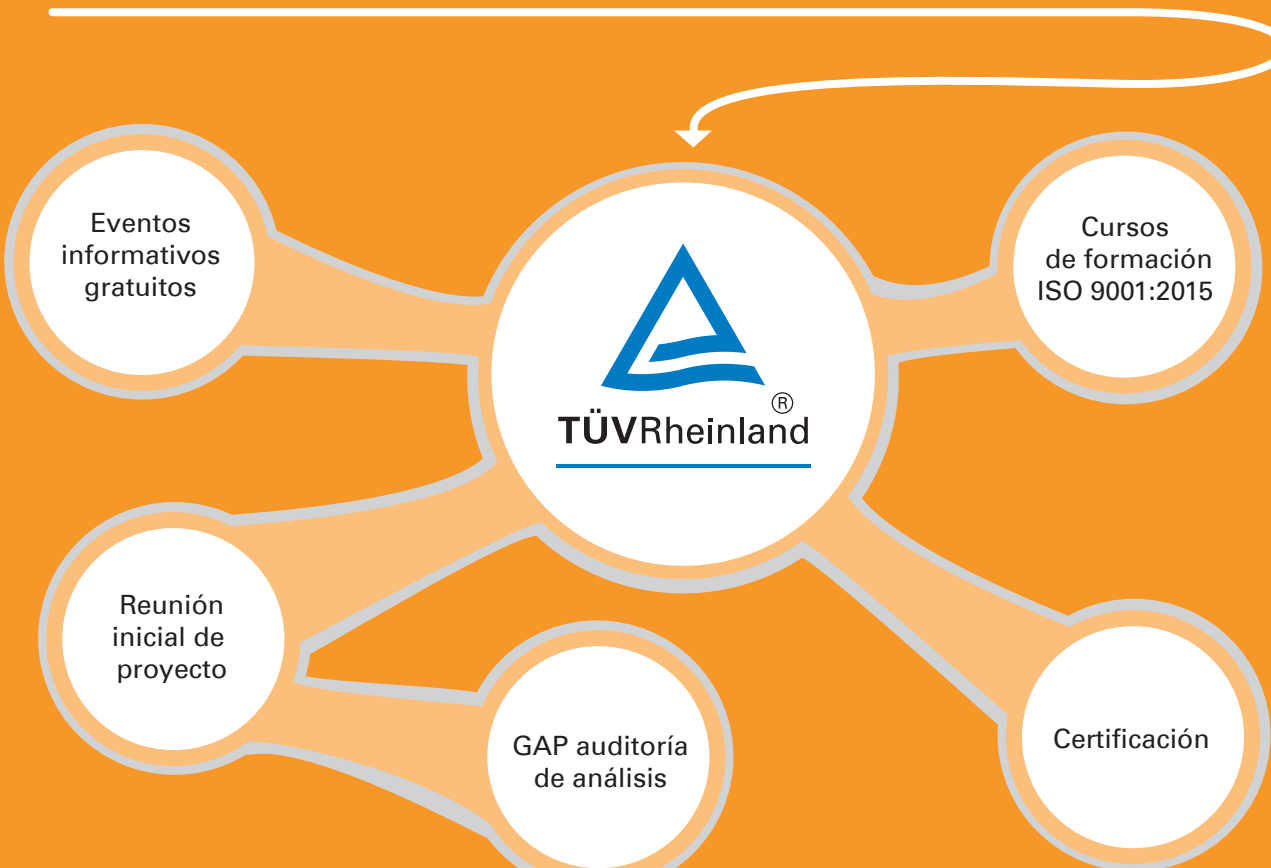 Eventos
informativos
gratuitos
Cursos
de formación
ISO 9001:2015
®
TÜVRheinland
Reunión
inicial de
proyecto
GAP auditoría
de análisis
Certificación